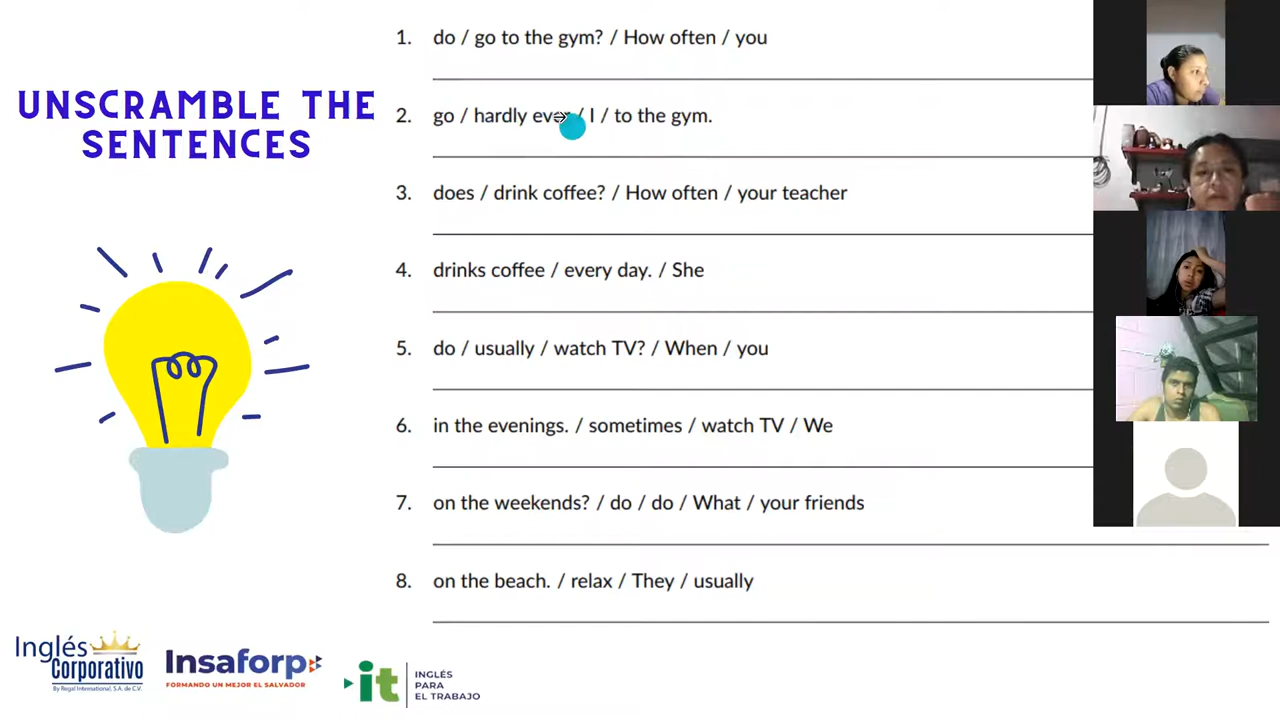 UNSCRAMBLE THE
SENTENCES
1. do / go to the gym? / How often / you
2. go / hardly ever / I / to the gym.
3. does / drink coffee? / How often / your teacher
4. drinks coffee / every day. / She
5. do / usually / watch TV? / When / you
6. in the evenings. / sometimes / watch TV / We
7. on the weekends? / do / do / What / your friends
8. on the beach. / relax / They / usually
Inglés
Corporativo
By Regal International, S.A. de C.V.
Insaforp
FORMANDO UN MEJOR EL SALVADOR
it
INGLÉS
PARA
EL TRABAJO